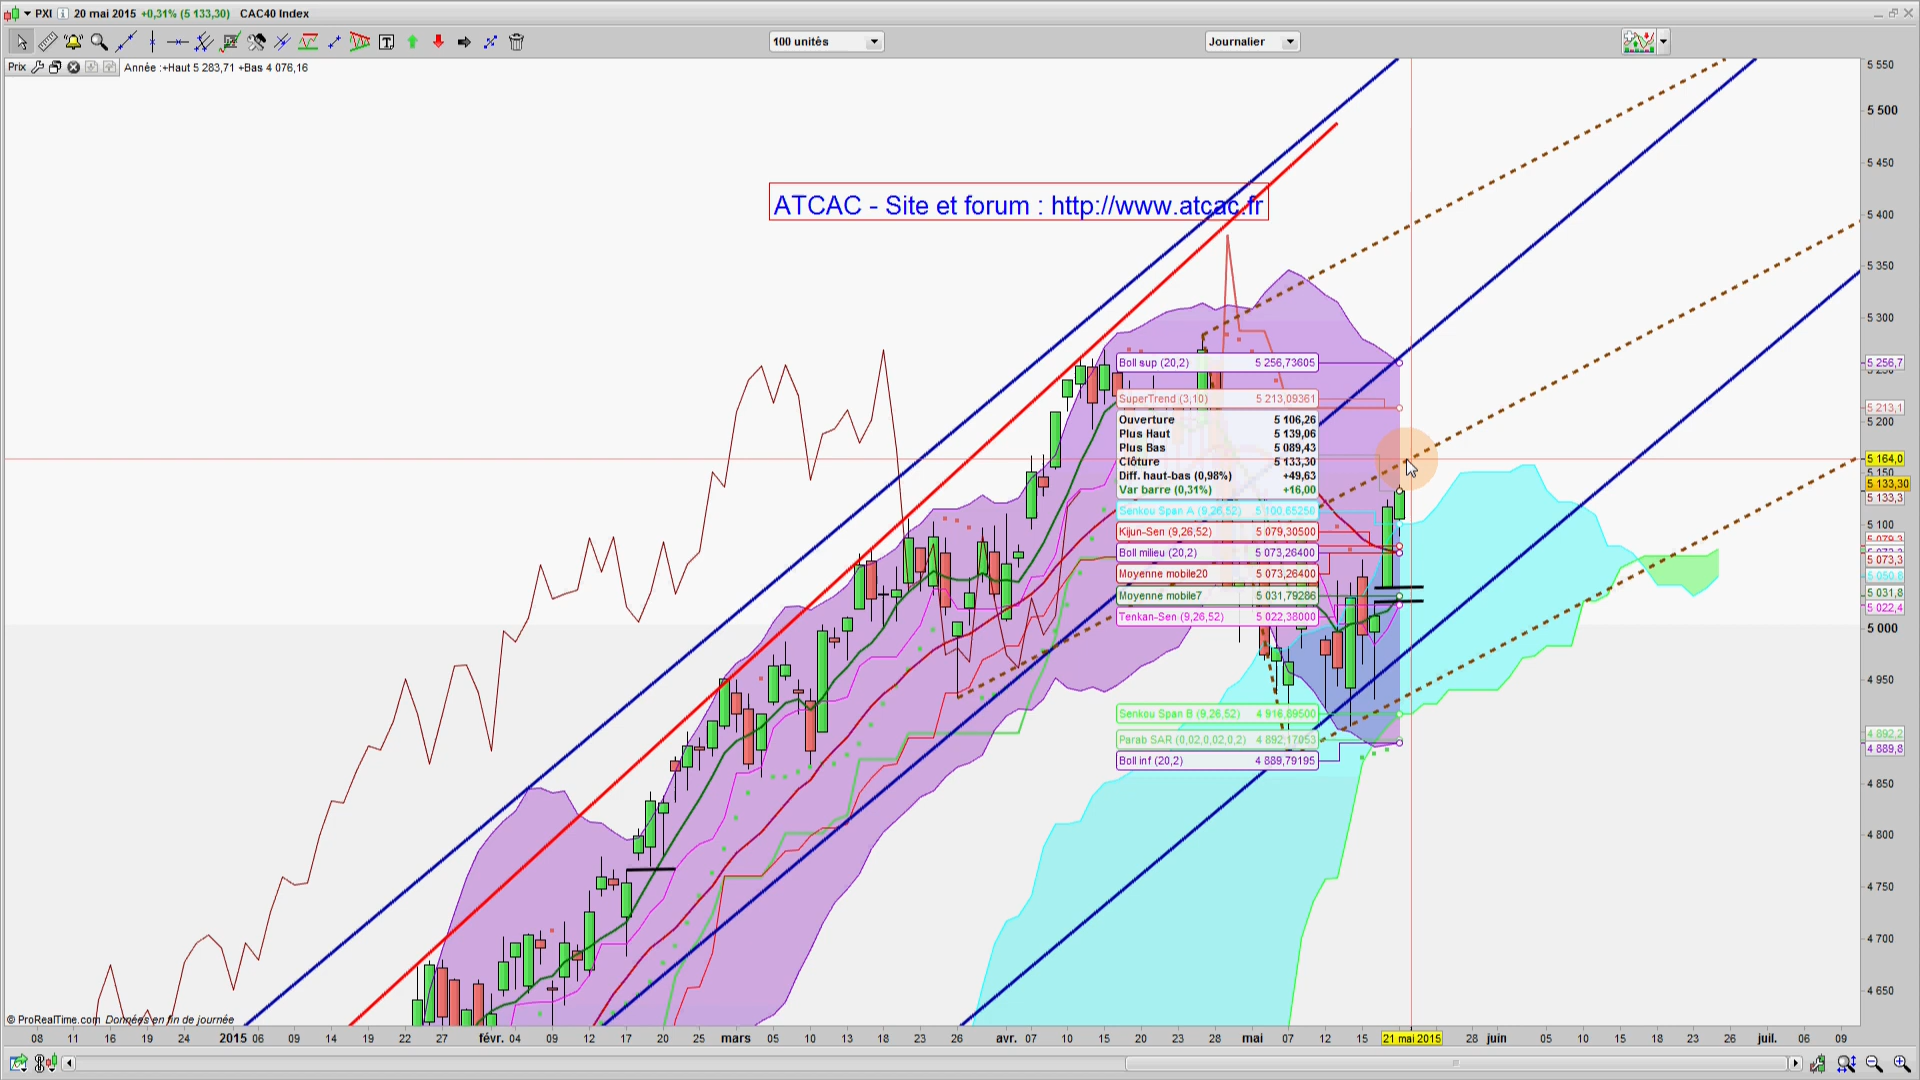 PXI 20 mai 2015 +0,31% (5 133,30) CAC40 Index
100 unités Journalier
Prix Année :+Haut 5 283,71 +Bas 4 076,16
ATCAC - Site et forum : http://www.atcac.fr
Boll sup (20,2) 5 256,73605
SuperTrend (3,10) 5 213,09361
Ouverture 5 106,26
Plus Haut 5 139,06
Plus Bas 5 089,43
Clôture 5 133,30
Diff. haut-bas (0,98%) +49,63
Var barre (0,31%) +16,00
Senkou Span A (9,26,52) 5 100,65250
Kijun-Sen (9,26,52) 5 079,30500
Boll milieu (20,2) 5 073,26400
Moyenne mobile20 5 073,26400
Moyenne mobile7 5 031,79286
Tenkan-Sen (9,26,52) 5 022,38000
Senkou Span B (9,26,52) 4 916,89500
Parab SAR (0,02,0,02,0,2) 4 892,17053
Boll inf (20,2) 4 889,79195
5 550
5 500
5 450
5 400
5 350
5 300
5 256,7
5 213,1
5 200
5 164,0
5 150
5 133,30
5 133,3
5 100
5 073,3
5 050,8
5 031,8
5 022,4
5 000
4 950
4 892,2
4 889,8
4 850
4 800
4 750
4 700
4 650
© ProRealTime.com Données en fin de journée
08 11 16 19 24 2015 06 09 14 19 22 27 févr. 04 09 12 17 20 25 mars 05 10 13 18 23 26 avr. 07 10 15 20 23 28 mai 07 12 15 21 mai 2015 28 juin 05 10 15 18 23 26 juil. 06 09